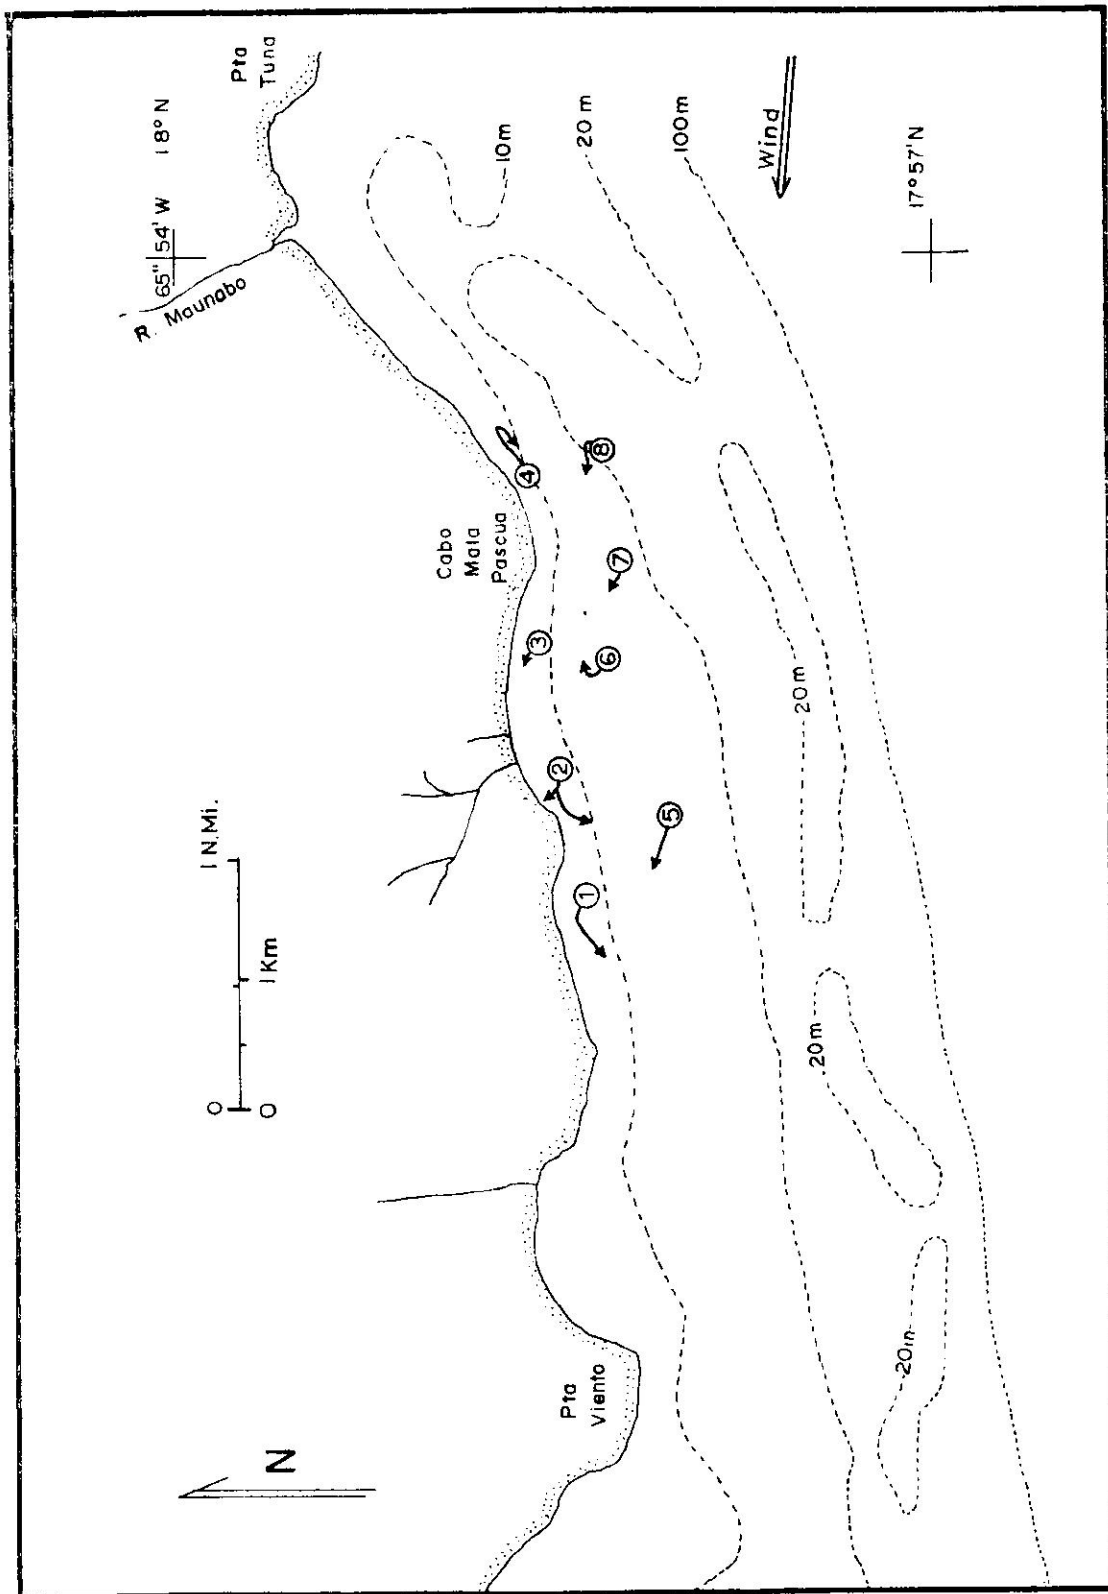 65° 54' W 18° N
R. Maunabo
Pta
Tuna
0 1 N.Mi.
0 1 Km
N
Cabo
Mala
Pascua
10m
4
3
2
1
20m
8
7
6
5
Pta
Viento
100m
Wind
20m
20m
20m
17°57'N